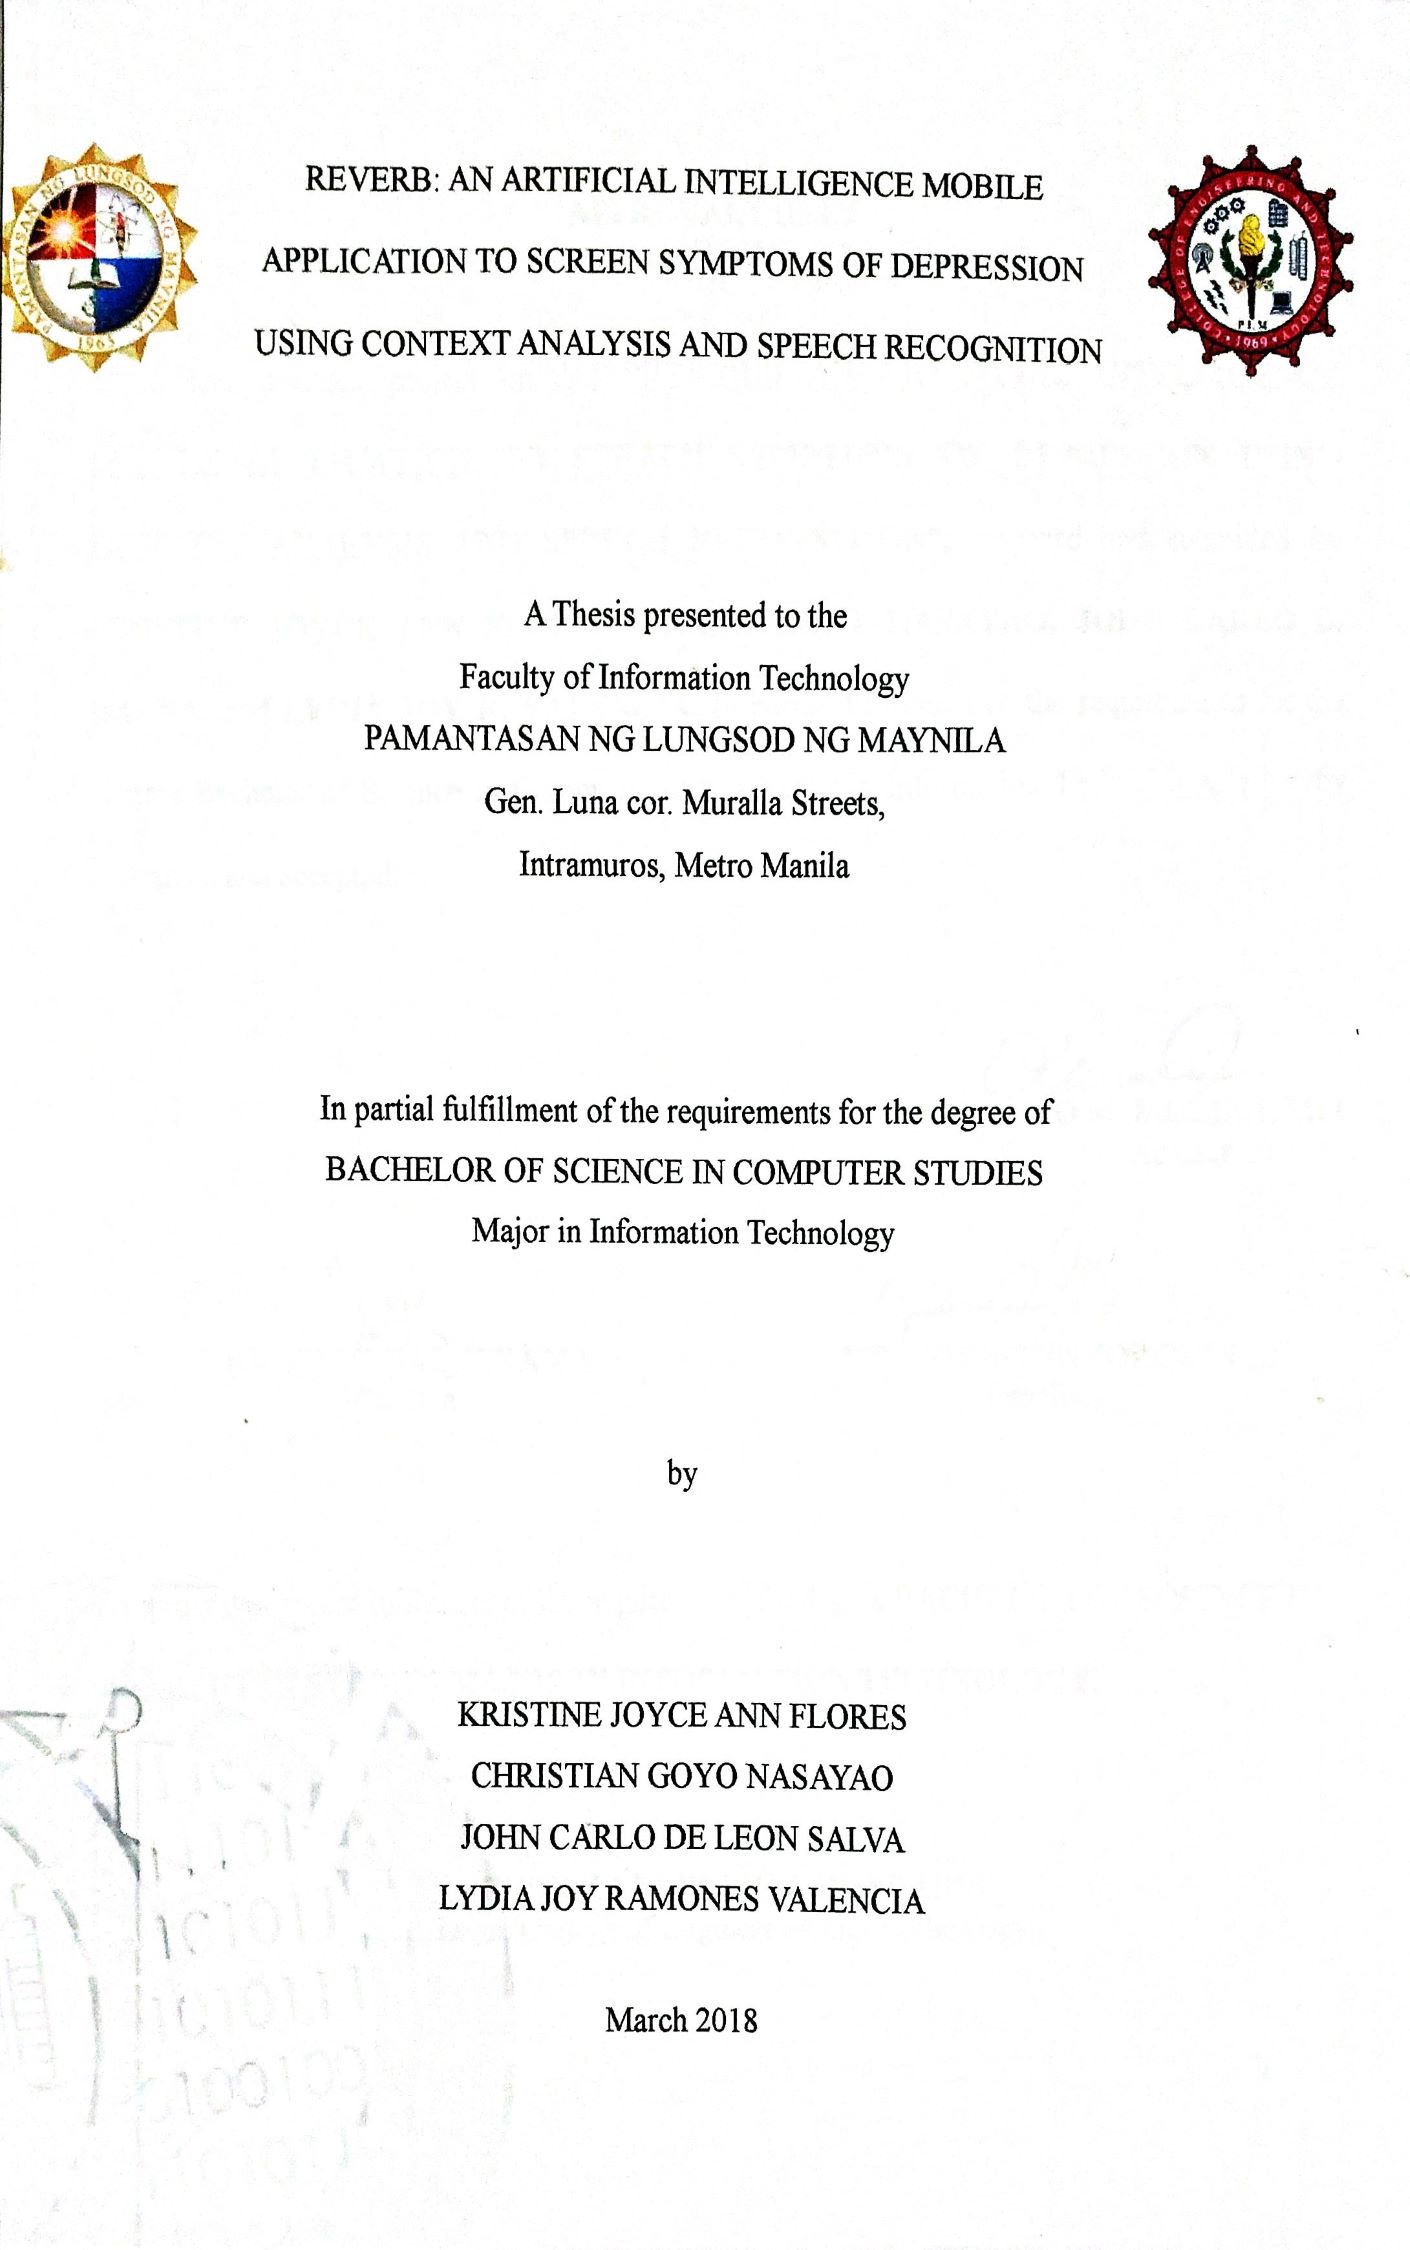 REVERB: AN ARTIFICIAL INTELLIGENCE MOBILE
APPLICATION TO SCREEN SYMPTOMS OF DEPRESSION
USING CONTEXT ANALYSIS AND SPEECH RECOGNITION
PAMANTASAN NG LUNGSOD NG MAYNILA
1965
COLLEGE OF ENGINEERING AND TECHNOLOGY
PLM
1969
A Thesis presented to the
Faculty of Information Technology
PAMANTASAN NG LUNGSOD NG MAYNILA
Gen. Luna cor. Muralla Streets,
Intramuros, Metro Manila
In partial fulfillment of the requirements for the degree of
BACHELOR OF SCIENCE IN COMPUTER STUDIES
Major in Information Technology
by
KRISTINE JOYCE ANN FLORES
CHRISTIAN GOYO NASAYAO
JOHN CARLO DE LEON SALVA
LYDIA JOY RAMONES VALENCIA
March 2018